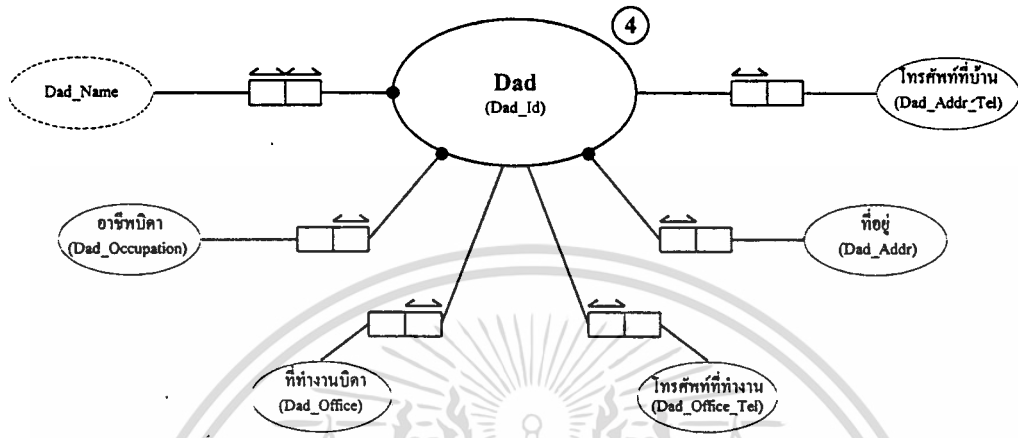 4
Dad
(Dad_Id)
Dad_Name
โทรศัพท์ที่บ้าน
(Dad_Addr_Tel)
อาชีพบิดา
(Dad_Occupation)
ที่อยู่
(Dad_Addr)
ที่ทำงานบิดา
(Dad_Office)
โทรศัพท์ที่ทำงาน
(Dad_Office_Tel)